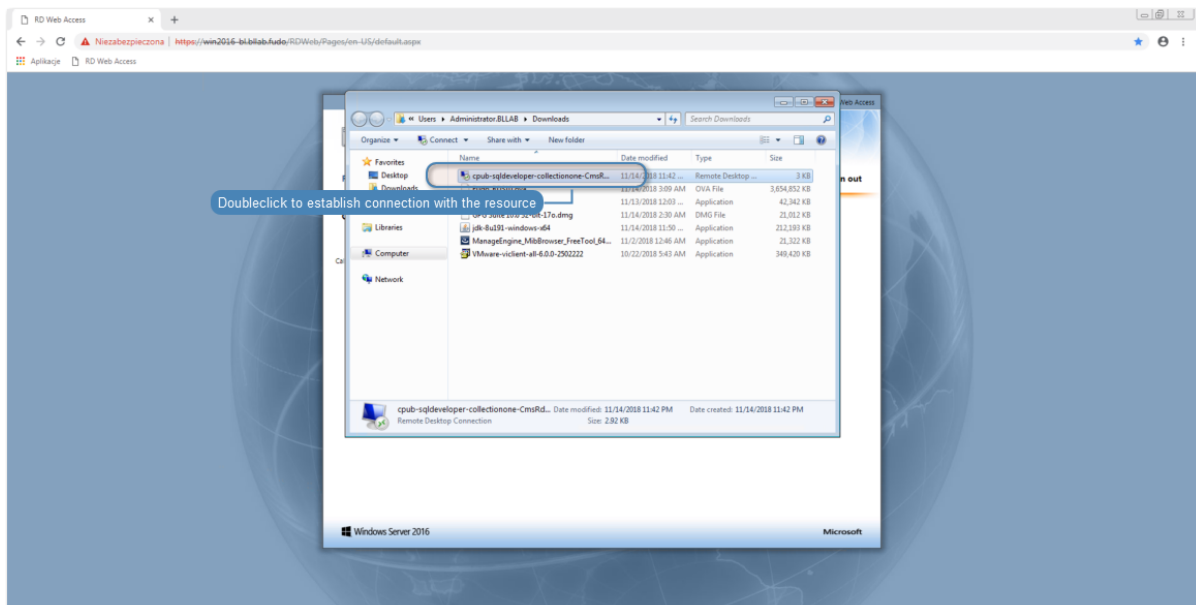 RD Web Access
Niezabezpieczona https://win2016-bl.bllab.fudo/RDWeb/Pages/en-US/default.aspx
Aplikacje RD Web Access
Web Access
« Users Administrator.BLLAB Downloads Search Downloads
Organize Connect Share with New folder
Favorites Name Date modified Type Size
Desktop cpub-sqldeveloper-collectionone-CmsR... 11/14/2018 11:42 ... Remote Desktop ... 3 KB
n out
Downloads 11/14/2018 3:09 AM OVA File 3,654,852 KB
Doubleclick to establish connection with the resource 11/13/2018 12:03 ... Application 42,342 KB
11/14/2018 2:30 AM DMG File 21,012 KB
Libraries jdk-8u191-windows-x64 11/14/2018 11:50 ... Application 212,193 KB
ManageEngine_MibBrowser_FreeTool_64... 11/2/2018 12:46 AM Application 21,322 KB
Computer VMware-viclient-all-6.0.0-2502222 10/22/2018 5:43 AM Application 349,420 KB
Network
cpub-sqldeveloper-collectionone-CmsRd... Date modified: 11/14/2018 11:42 PM Date created: 11/14/2018 11:42 PM
Remote Desktop Connection Size: 2.92 KB
Windows Server 2016 Microsoft